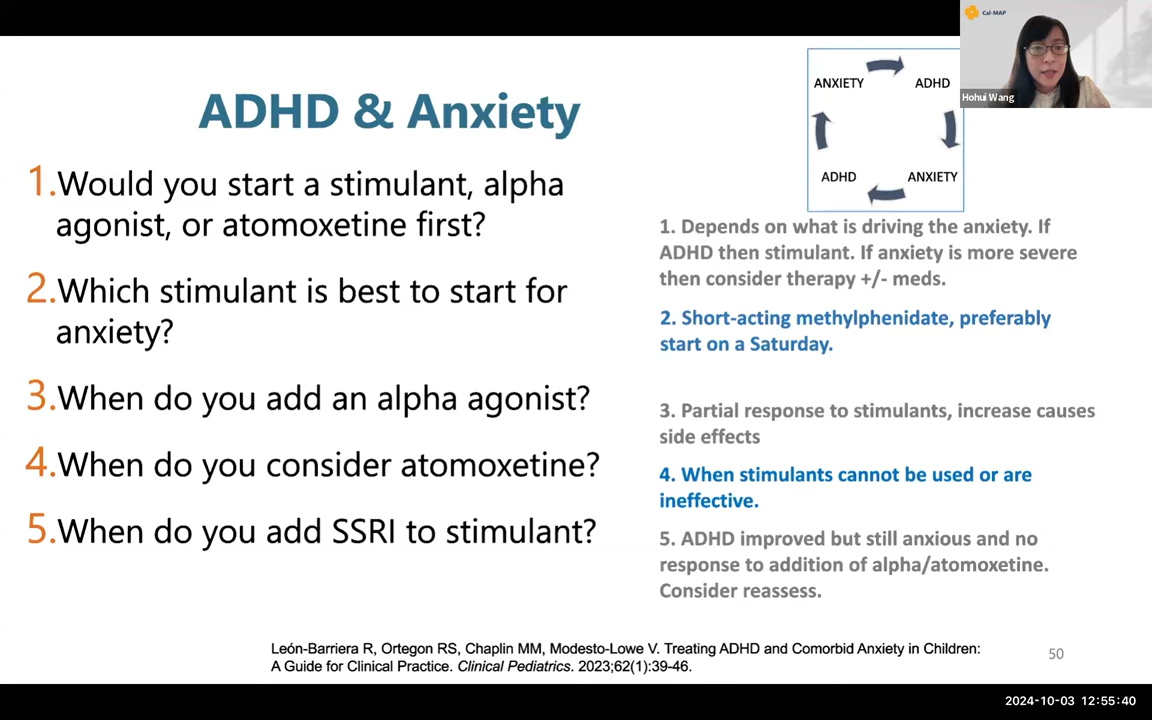 Cal-MAP
Hohui Wang
ANXIETY
ADHD
ADHD
ANXIETY
ADHD & Anxiety
1.Would you start a stimulant, alpha
agonist, or atomoxetine first?
2.Which stimulant is best to start for
anxiety?
3.When do you add an alpha agonist?
4.When do you consider atomoxetine?
5.When do you add SSRI to stimulant?
1. Depends on what is driving the anxiety. If
ADHD then stimulant. If anxiety is more severe
then consider therapy +/- meds.
2. Short-acting methylphenidate, preferably
start on a Saturday.
3. Partial response to stimulants, increase causes
side effects
4. When stimulants cannot be used or are
ineffective.
5. ADHD improved but still anxious and no
response to addition of alpha/atomoxetine.
Consider reassess.
León-Barriera R, Ortegon RS, Chaplin MM, Modesto-Lowe V. Treating ADHD and Comorbid Anxiety in Children:
A Guide for Clinical Practice. Clinical Pediatrics. 2023;62(1):39-46.
50
2024-10-03 12:55:40